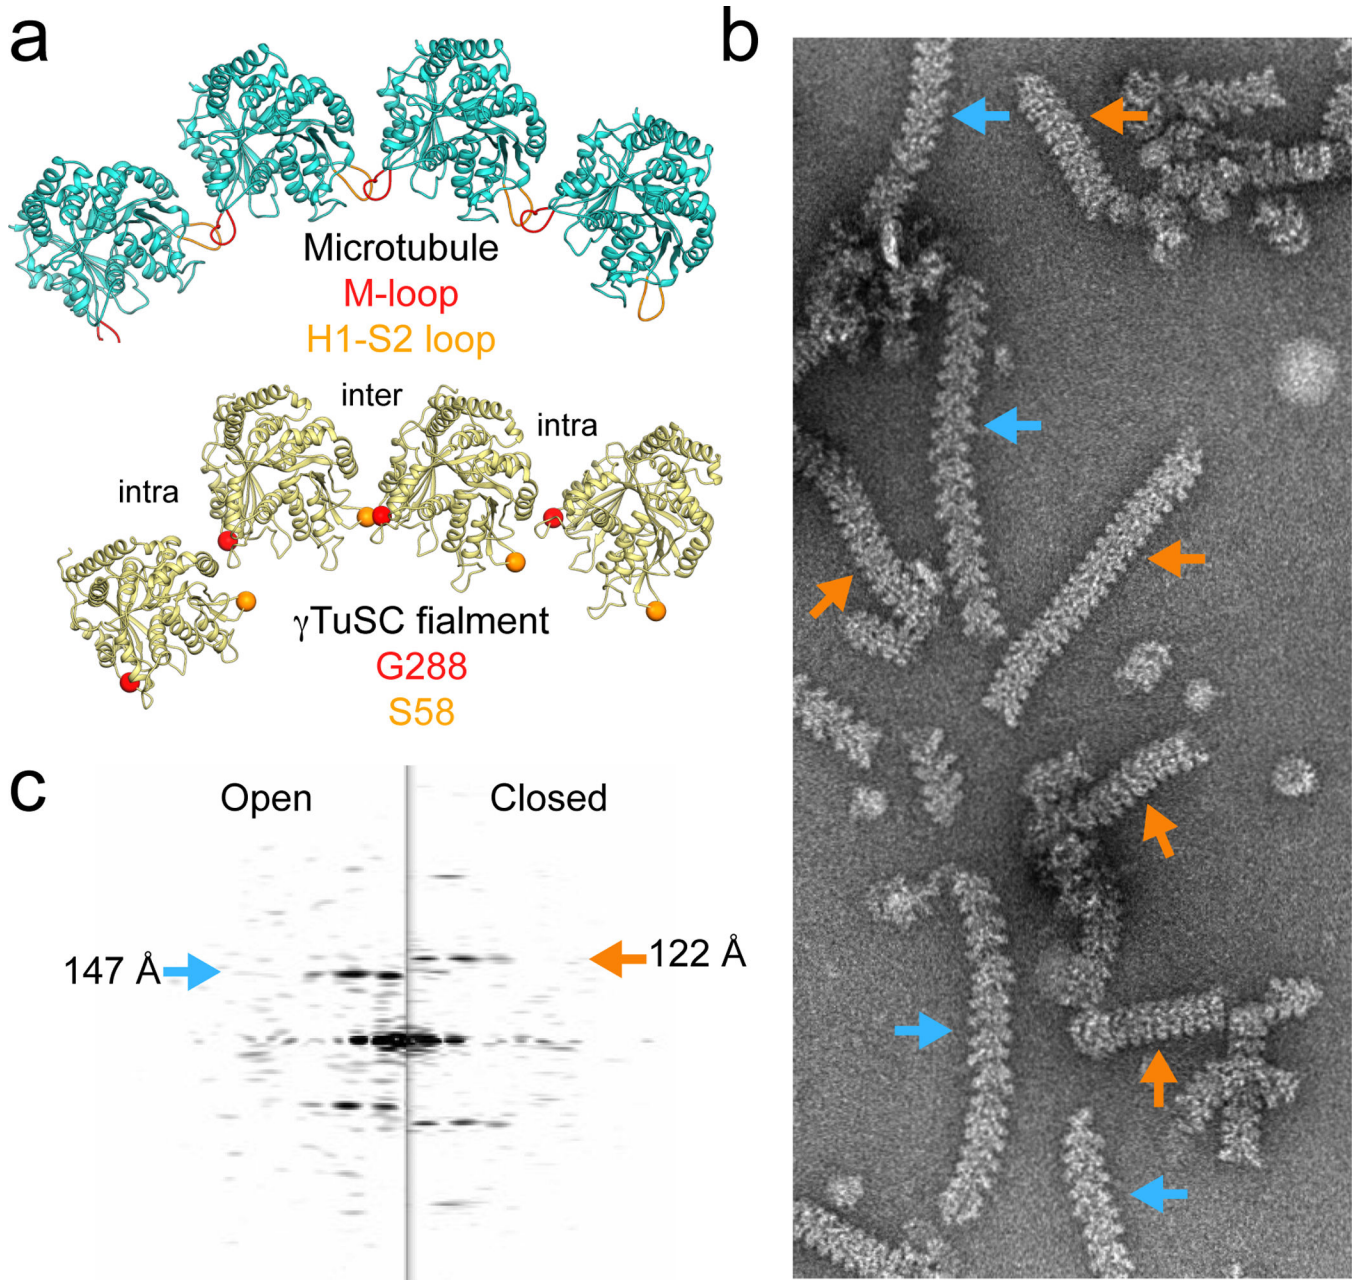 a
Microtubule
M-loop
H1-S2 loop
inter
intra
intra
γTuSC fialment
G288
S58
b
c
Open
Closed
147 Å
122 Å